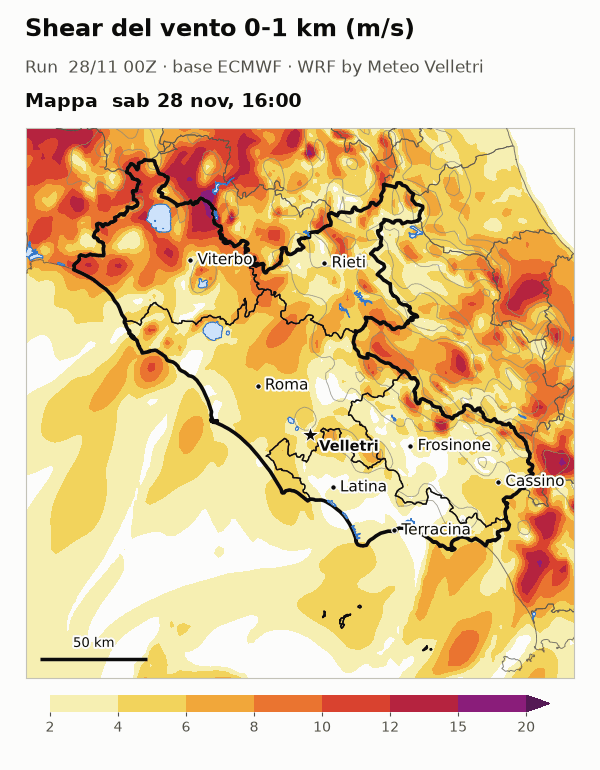 Shear del vento 0-1 km (m/s)
Run  28/11 00Z · base ECMWF · WRF by Meteo Velletri
Mappa  sab 28 nov, 16:00
Viterbo
Rieti
Roma
Velletri
Frosinone
Cassino
Latina
Terracina
50 km
2 4 6 8 10 12 15 20